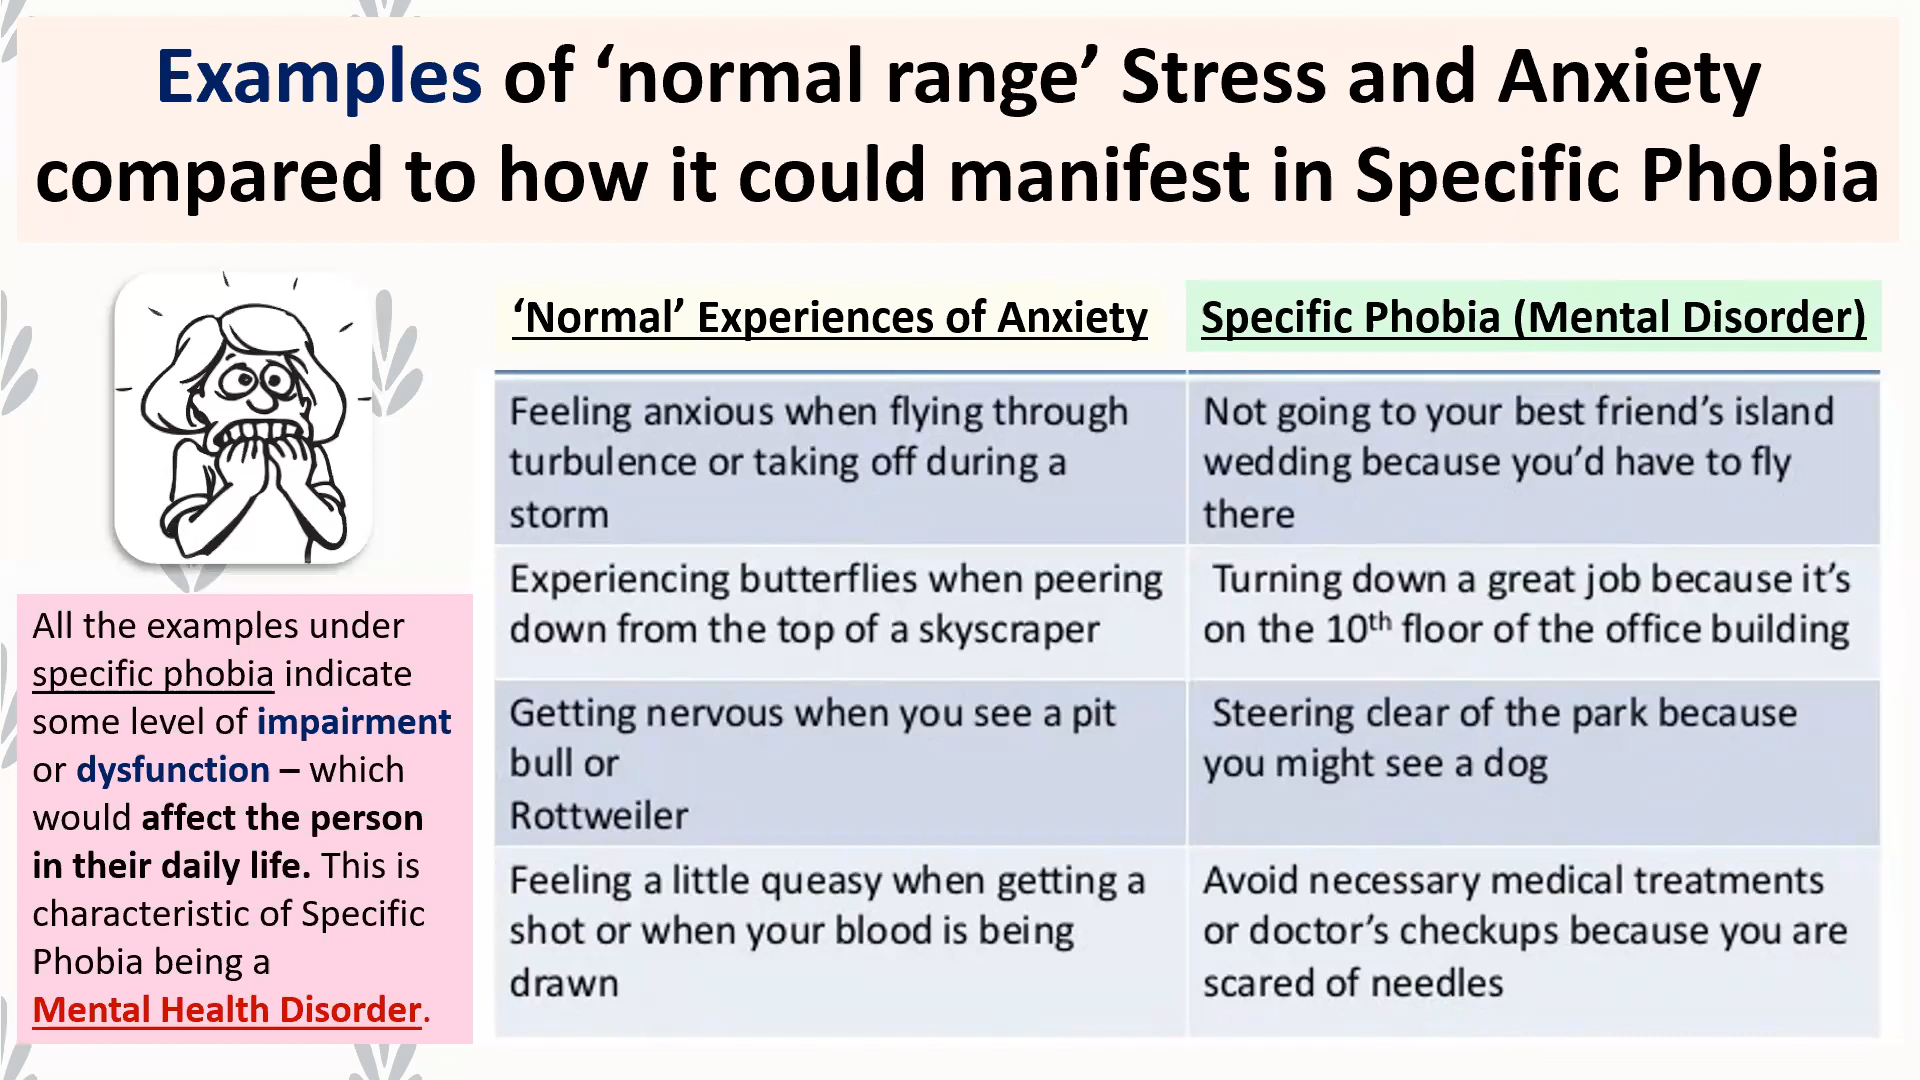 Examples of ‘normal range’ Stress and Anxiety
compared to how it could manifest in Specific Phobia
‘Normal’ Experiences of Anxiety
Specific Phobia (Mental Disorder)
Feeling anxious when flying through
turbulence or taking off during a
storm
Not going to your best friend’s island
wedding because you’d have to fly
there
Experiencing butterflies when peering
down from the top of a skyscraper
Turning down a great job because it’s
on the 10th floor of the office building
Getting nervous when you see a pit
bull or
Rottweiler
Steering clear of the park because
you might see a dog
Feeling a little queasy when getting a
shot or when your blood is being
drawn
Avoid necessary medical treatments
or doctor’s checkups because you are
scared of needles
All the examples under
specific phobia indicate
some level of impairment
or dysfunction – which
would affect the person
in their daily life. This is
characteristic of Specific
Phobia being a
Mental Health Disorder.